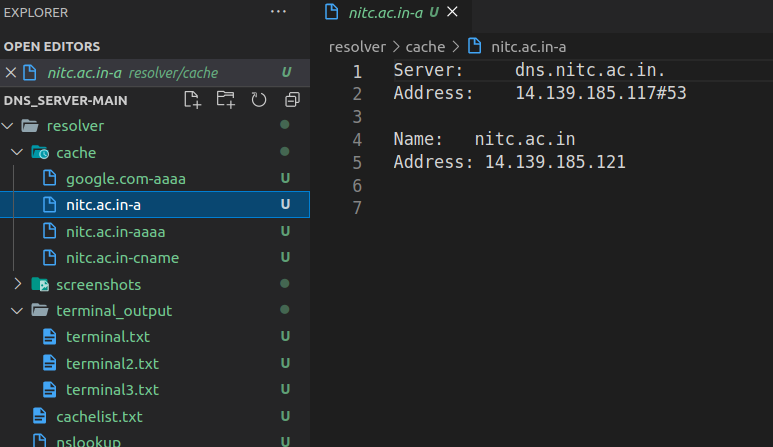 EXPLORER
OPEN EDITORS
nitc.ac.in-a resolver/cache U
DNS_SERVER-MAIN
resolver
cache
google.com-aaaa U
nitc.ac.in-a U
nitc.ac.in-aaaa U
nitc.ac.in-cname U
screenshots
terminal_output
terminal.txt U
terminal2.txt U
terminal3.txt U
cachelist.txt U
nslookup U
nitc.ac.in-a U
resolver > cache > nitc.ac.in-a
1 Server: dns.nitc.ac.in.
2 Address: 14.139.185.117#53
3
4 Name: nitc.ac.in
5 Address: 14.139.185.121
6
7